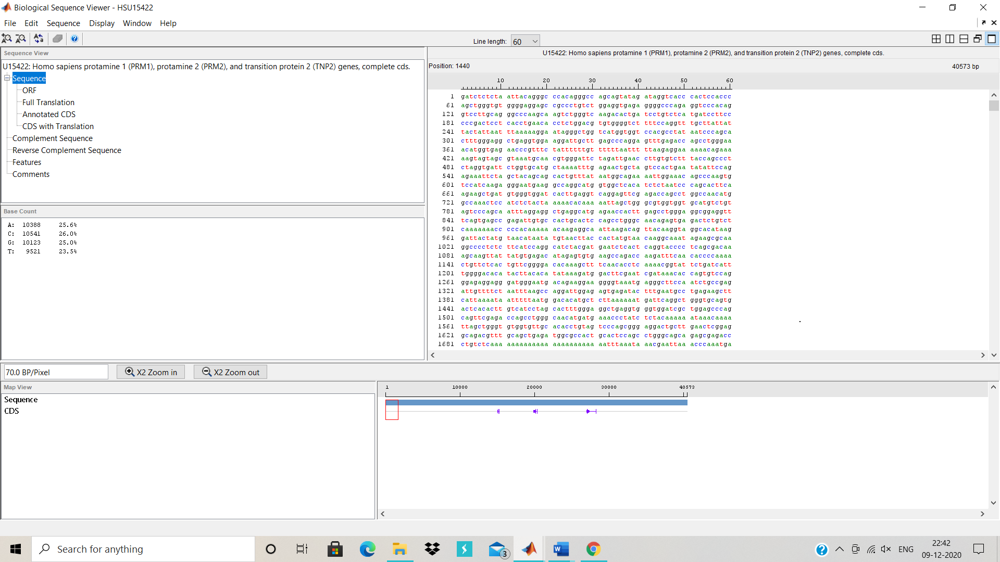 Biological Sequence Viewer - HSU15422
File Edit Sequence Display Window Help
Line length: 60
Sequence View
U15422: Homo sapiens protamine 1 (PRM1), protamine 2 (PRM2), and transition protein 2 (TNP2) genes, complete cds.
Sequence
ORF
Full Translation
Annotated CDS
CDS with Translation
Complement Sequence
Reverse Complement Sequence
Features
Comments
Base Count
A: 10388 25.6%
C: 10541 26.0%
G: 10123 25.0%
T: 9521 23.5%
U15422: Homo sapiens protamine 1 (PRM1), protamine 2 (PRM2), and transition protein 2 (TNP2) genes, complete cds.
Position: 1440 40573 bp
10 20 30 40 50 60
1 gatctctcta attacagggc ccacagggcc agcagtatag ataggtcacc cactccaccc
61 agctgggtgt ggggaggagc cgccctgtct ggaggtgaga ggggcccaga ggtcccacag
121 gtccttgcag ggcccaagca agtctgggtc aagacactga tcctgtctca tgatccttcc
181 cccgactcct cacctgaaca cctctggacg tgtggggtct tttccaggtt tgcttattat
241 tactattaat ttaaaaagga atagggctgg tcatggtggt ccacgcctat aatcccagca
301 ctttgggagg ctgaggtgga aggattgctt gagcccagga gtttgagacc agcctgggaa
361 acatggtgag aacccgtttc tattttttgt tttttaattt ttaagaggaa aaaacagaaa
421 aagtagtagc gtaaatgcaa cgtgggattc tagattgaac cttgtgtctt taccagccct
481 ctaggtgatt ctggtgcatg ctaaaatttg agaactgcta gtccactgaa tatattccag
541 agaaattcta gctacagcag cactgtttat aatggcagaa aattggaaac agcccaagtg
601 tccatcaaga gggaatgaag gccaggcatg gtggctcaca tctctaatcc cagcacttca
661 agaagctgat gtgggtggat cacttgaggt caggagttcg agaccagcct ggccaacatg
721 gccaaactcc atctctacta aaaacacaaa aattagctgg gcgtggtggt gcatgtctgt
781 agtcccagca atttaggagg ctgaggcatg agaaccactt gagcctggga ggcggaggtt
841 tcagtgagcc gagattgtgc cactgcactc cagcctgggc aacagagtga gactctgtct
901 caaaaaaacc cccacaaaaa acaagaggca attaagacag ttacaaggta ggcacataag
961 gattactatg taacataata tgtaacttac cactatgtaa caaggcaaat agaagcgcaa
1021 ggcccctctc ttcatccagg catctacgat gaatctcact caggtacccc tcagcgacaa
1081 agcaagttat tatgtgagac atagagtgtg aagccagacc aagatttcaa caccccaaaa
1141 ctgttctcac tgttcgggga cacaaagctt tcaacacctc aaaacggtat tctgatcatt
1201 tggggacaca tacttacaca tataaagatg gacttcgaat cgataaacac cagtgtccag
1261 ggagaggagg gatgggaatg acagaaggaa ggggtaaatg agggcttcca atctgccgag
1321 attgttttct aatttaagcc aggattggag agtgagatac tttgaatgcc tgagaagctt
1381 cattaaaata atttttaatg gacacatgct cttaaaaaat gattcaggct gggtgcagtg
1441 actcacactt gtcatcctag cactttggga ggctgaggtg ggtggatcgc tggagcccag
1501 cagttcgaga ccagcctggg caacatgatg aaaccctatc tctacaaaaa ataaacaaaa
1561 ttagctgggt gtggtgttgc acacctgtag tcccagcggg aggactgctt gaactcggag
1621 gcagacgttt gcagctgaga tggcgccact gcactccagc ctgggcagca gagcgagacc
1681 ctgtctcaaa aaaaaaaaaa aaaaaaaaaa aatttaaata aacgaattaa acccaaatga
70.0 BP/Pixel X2 Zoom in X2 Zoom out
Map View
Sequence
CDS
1 10000 20000 30000 40573
Search for anything
3
ENG
22:42
09-12-2020